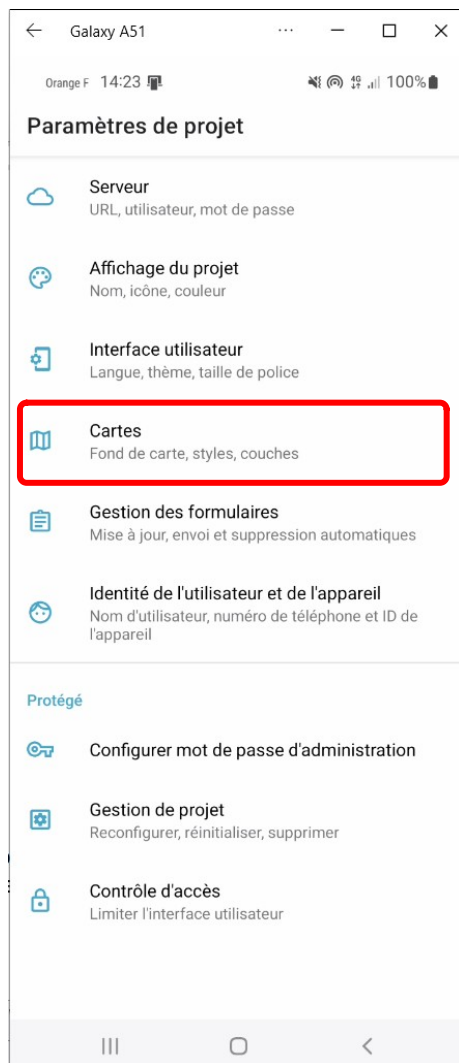 Galaxy A51
Orange F 14:23 100%
Paramètres de projet
Serveur
URL, utilisateur, mot de passe
Affichage du projet
Nom, icône, couleur
Interface utilisateur
Langue, thème, taille de police
Cartes
Fond de carte, styles, couches
Gestion des formulaires
Mise à jour, envoi et suppression automatiques
Identité de l'utilisateur et de l'appareil
Nom d'utilisateur, numéro de téléphone et ID de
l'appareil
Protégé
Configurer mot de passe d'administration
Gestion de projet
Reconfigurer, réinitialiser, supprimer
Contrôle d'accès
Limiter l'interface utilisateur